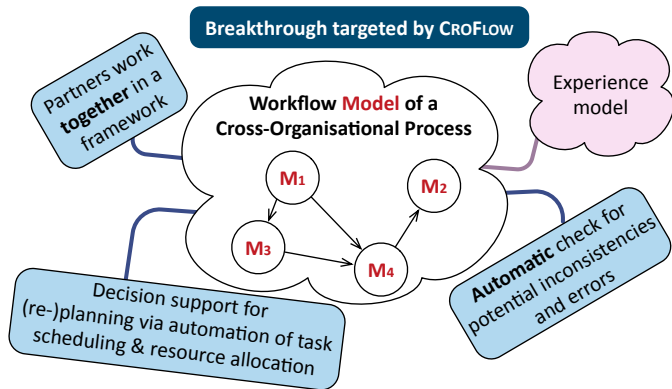 Breakthrough targeted by CROFLOW
Partners work
together in a
framework
Workflow Model of a
Cross-Organisational Process
Experience
model
M1
M2
M3
M4
Decision support for
(re-)planning via automation of task
scheduling & resource allocation
Automatic check for
potential inconsistencies
and errors